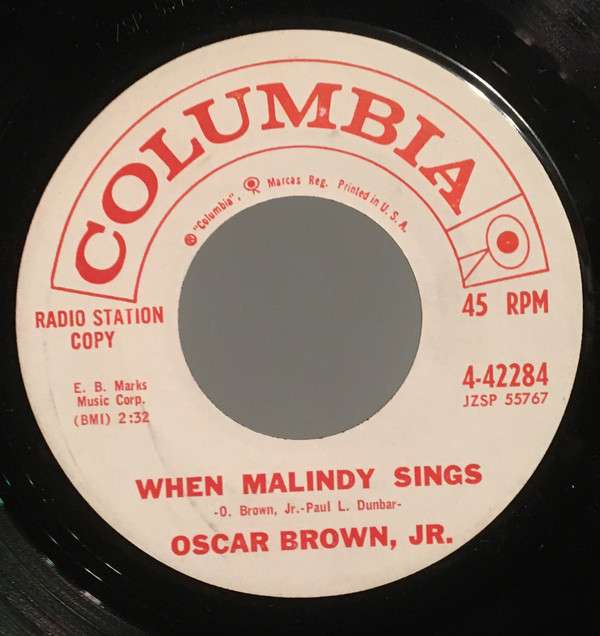 COLUMBIA
® "Columbia", Marcas Reg. Printed in U.S.A.
RADIO STATION
COPY
45 RPM
E. B. Marks
Music Corp.
(BMI) 2:32
4-42284
JZSP 55767
WHEN MALINDY SINGS
-O. Brown, Jr.-Paul L. Dunbar-
OSCAR BROWN, JR.